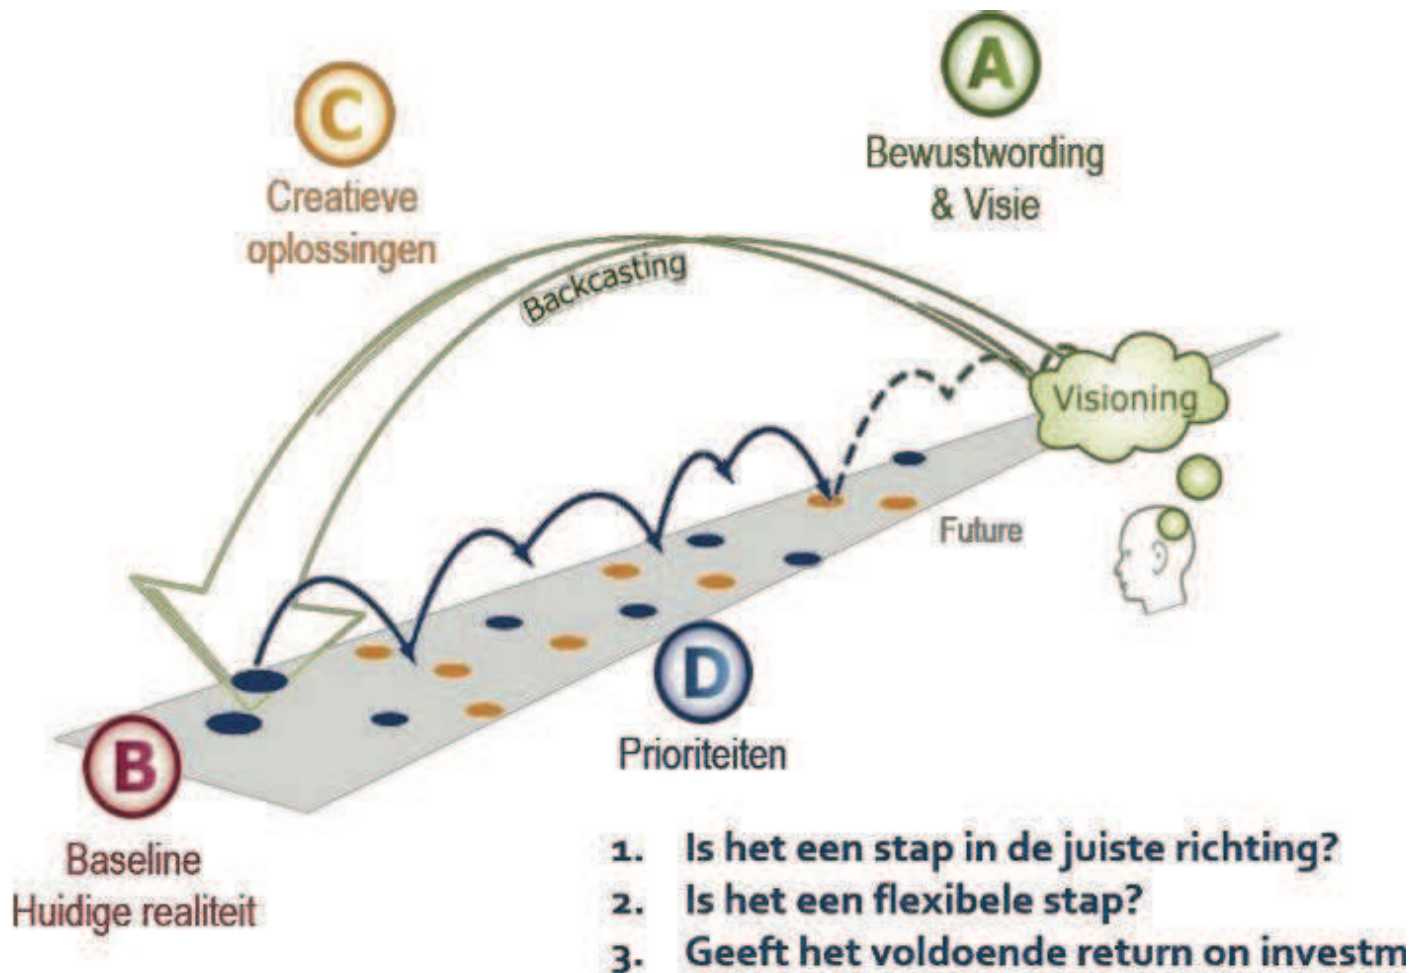 A
Bewustwording
& Visie
C
Creatieve
oplossingen
Backcasting
Visioning
Future
D
Prioriteiten
B
Baseline
Huidige realiteit
1. Is het een stap in de juiste richting?
2. Is het een flexibele stap?
3. Geeft het voldoende return on investm